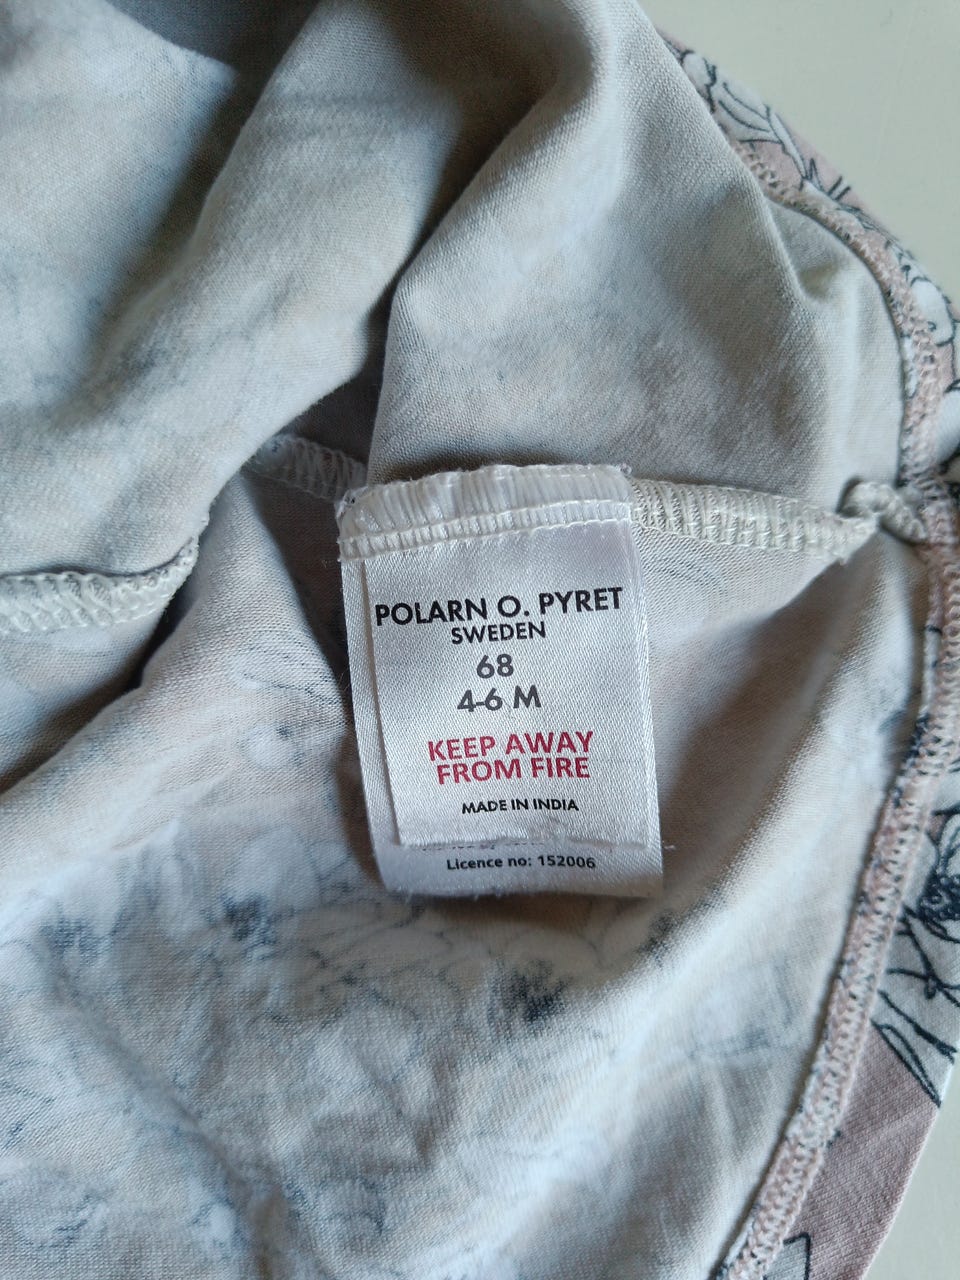 POLARN O. PYRET
SWEDEN
68
4-6 M
KEEP AWAY
FROM FIRE
MADE IN INDIA
Licence no: 152006